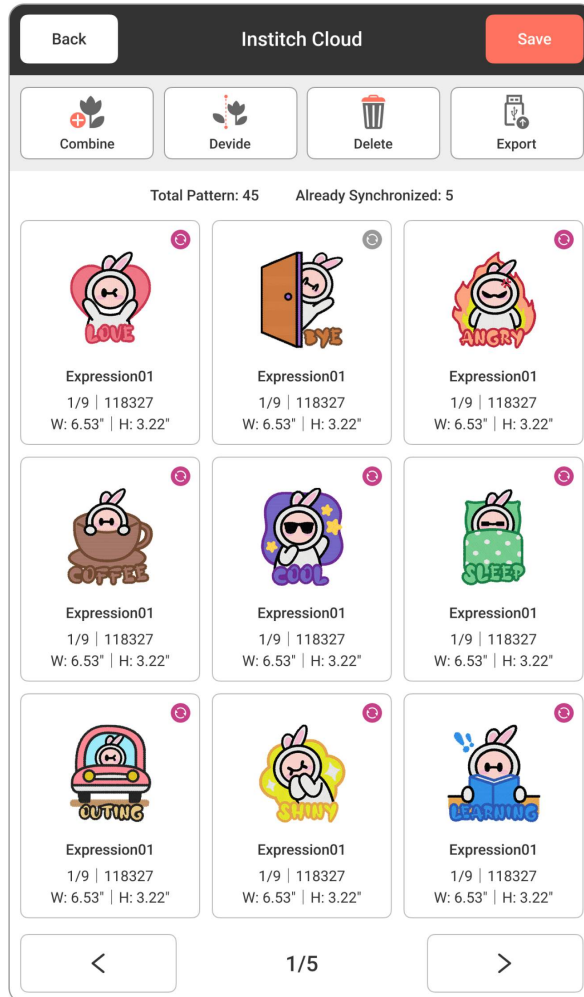 Back Institch Cloud Save
Combine Devide Delete Export
Total Pattern: 45 Already Synchronized: 5
LOVE BYE ANGRY
Expression01 Expression01 Expression01
1/9 | 118327 1/9 | 118327 1/9 | 118327
W: 6.53" | H: 3.22" W: 6.53" | H: 3.22" W: 6.53" | H: 3.22"
COFFEE COOL SLEEP
Expression01 Expression01 Expression01
1/9 | 118327 1/9 | 118327 1/9 | 118327
W: 6.53" | H: 3.22" W: 6.53" | H: 3.22" W: 6.53" | H: 3.22"
!!
OUTING SHINY LEARNING
Expression01 Expression01 Expression01
1/9 | 118327 1/9 | 118327 1/9 | 118327
W: 6.53" | H: 3.22" W: 6.53" | H: 3.22" W: 6.53" | H: 3.22"
< 1/5 >